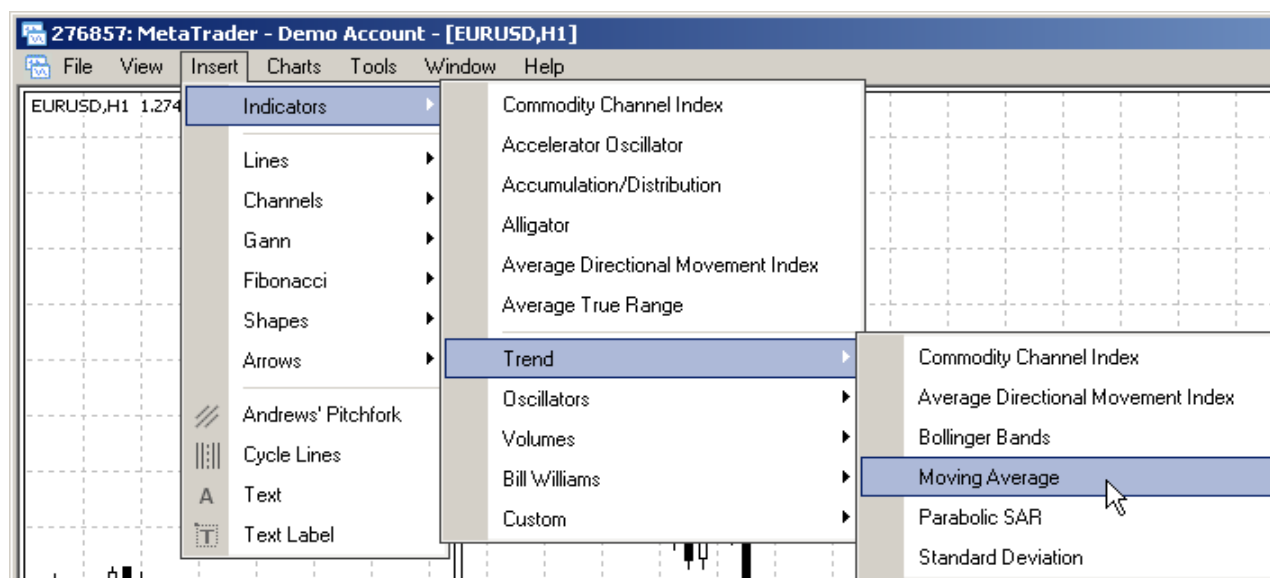 276857: MetaTrader - Demo Account - [EURUSD,H1]
File View Insert Charts Tools Window Help
EURUSD,H1 1.274
Indicators
Lines
Channels
Gann
Fibonacci
Shapes
Arrows
Andrews' Pitchfork
Cycle Lines
A Text
T Text Label
Commodity Channel Index
Accelerator Oscillator
Accumulation/Distribution
Alligator
Average Directional Movement Index
Average True Range
Trend
Oscillators
Volumes
Bill Williams
Custom
Commodity Channel Index
Average Directional Movement Index
Bollinger Bands
Moving Average
Parabolic SAR
Standard Deviation